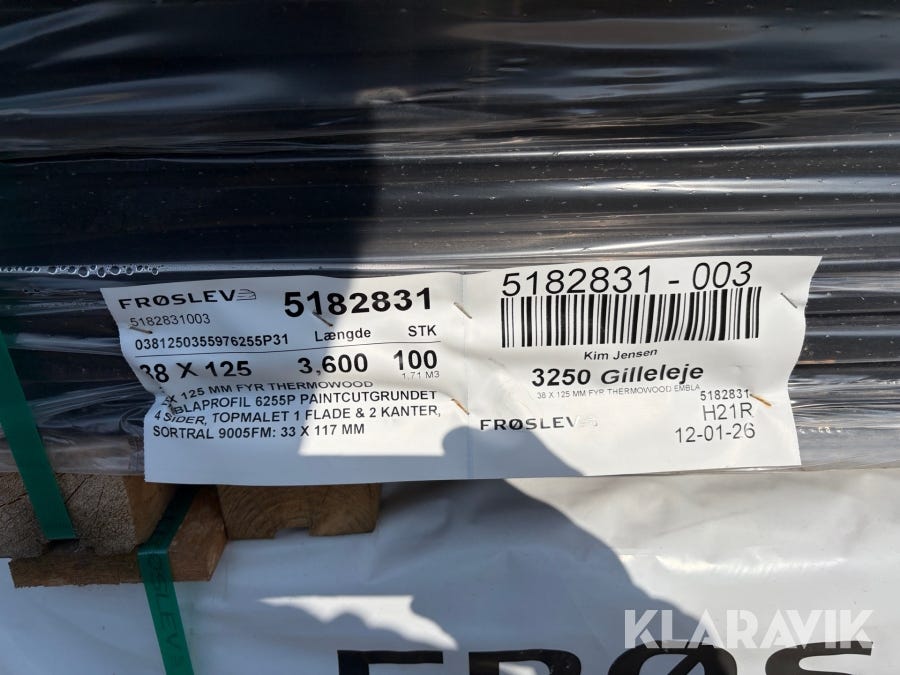 FRØSLEV
5182831
5182831003
0381250355976255P31
Længde
STK
38 X 125
3,600
100
1.71 M3
X 125 MM FYR THERMOWOOD
BLAPROFIL 6255P PAINTCUTGRUNDET
4 SIDER, TOPMALET 1 FLADE & 2 KANTER,
SORTRAL 9005FM: 33 X 117 MM
5182831 - 003
Kim Jensen
3250 Gilleleje
38 X 125 MM FYR THERMOWOOD EMBLA
5182831
H21R
FRØSLEV
12-01-26
FRØSLEV
KLARAVIK
FRØS